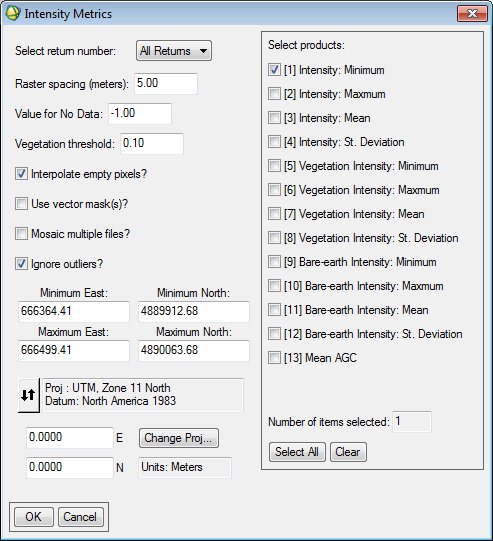 Intensity Metrics
Select return number: All Returns
Raster spacing (meters): 5.00
Value for No Data: -1.00
Vegetation threshold: 0.10
Interpolate empty pixels?
Use vector mask(s)?
Mosaic multiple files?
Ignore outliers?
Minimum East: Minimum North:
666364.41 4889912.68
Maximum East: Maximum North:
666499.41 4890063.68
Proj : UTM, Zone 11 North
Datum: North America 1983
0.0000 E Change Proj...
0.0000 N Units: Meters
OK Cancel
Select products:
[1] Intensity: Minimum
[2] Intensity: Maxmum
[3] Intensity: Mean
[4] Intensity: St. Deviation
[5] Vegetation Intensity: Minimum
[6] Vegetation Intensity: Maxmum
[7] Vegetation Intensity: Mean
[8] Vegetation Intensity: St. Deviation
[9] Bare-earth Intensity: Minimum
[10] Bare-earth Intensity: Maxmum
[11] Bare-earth Intensity: Mean
[12] Bare-earth Intensity: St. Deviation
[13] Mean AGC
Number of items selected: 1
Select All Clear